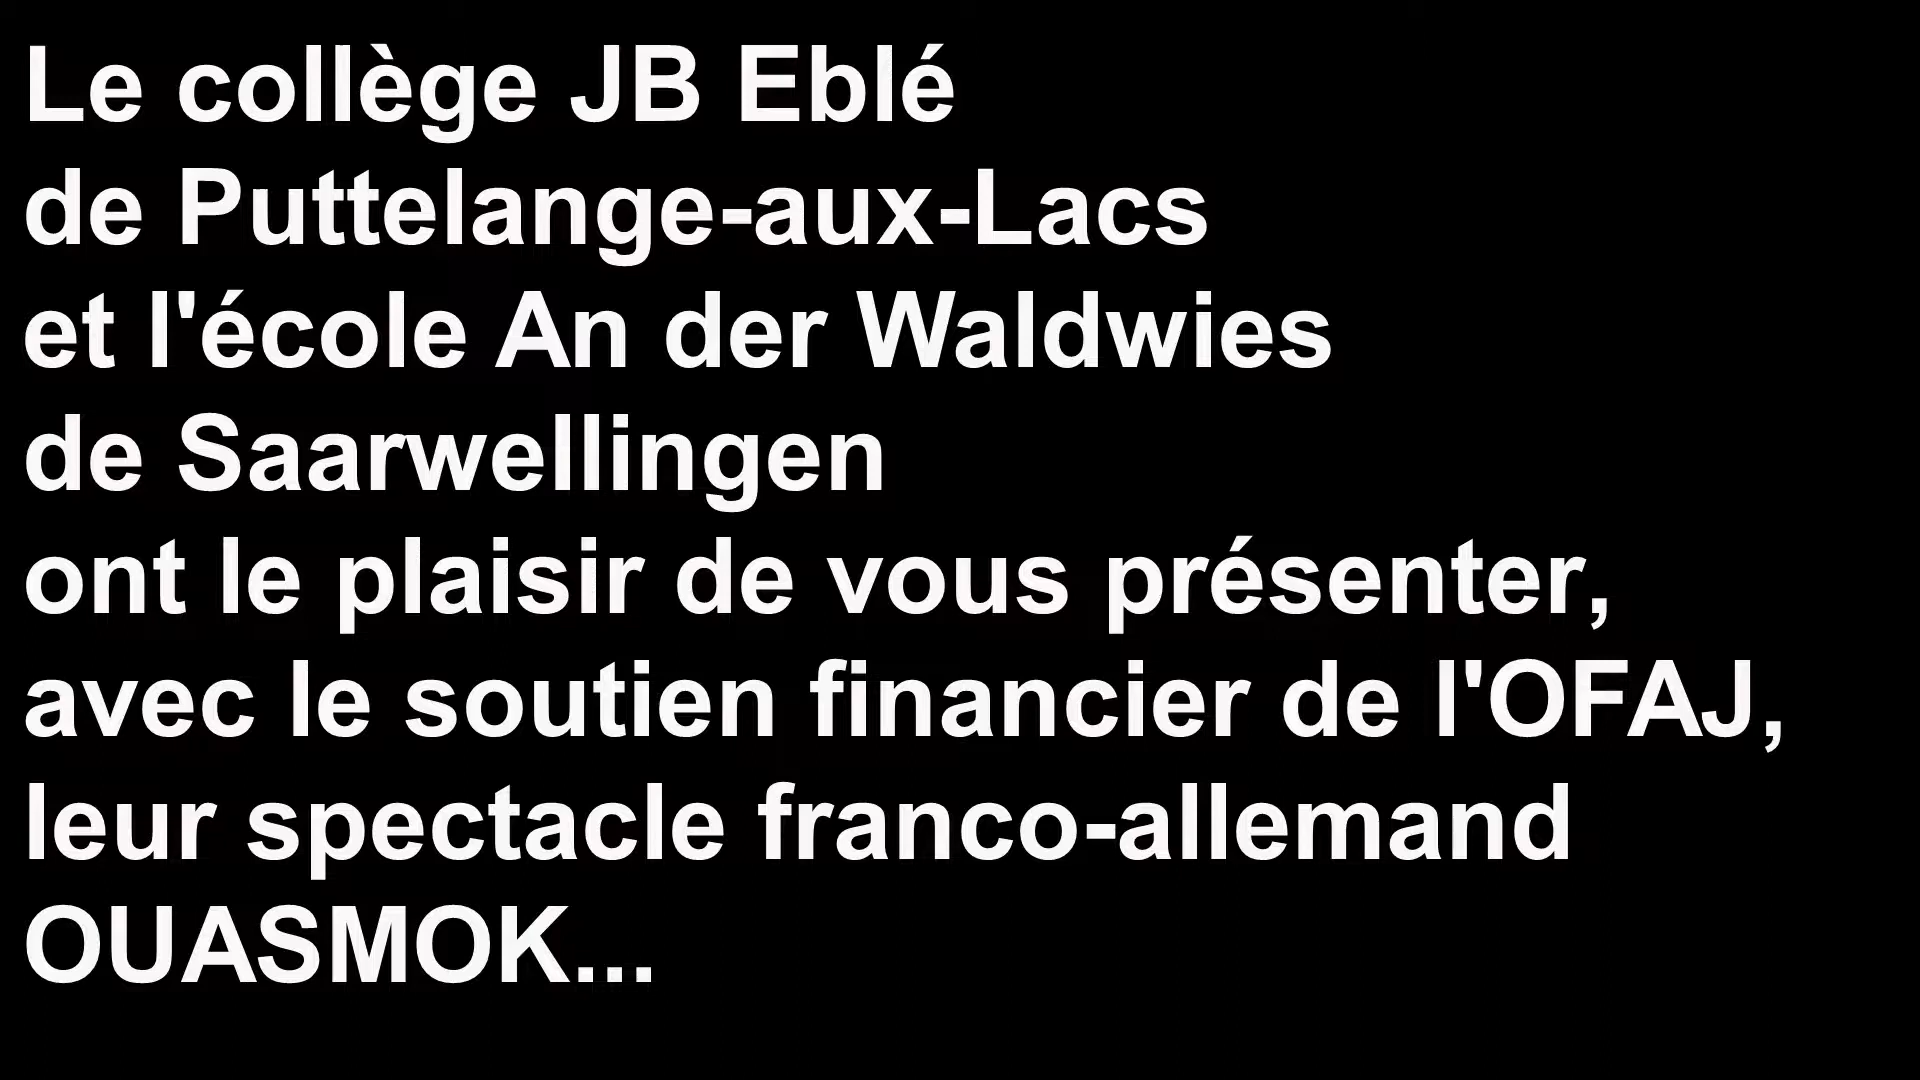 Le collège JB Eblé
de Puttelange-aux-Lacs
et l'école An der Waldwies
de Saarwellingen
ont le plaisir de vous présenter,
avec le soutien financier de l'OFAJ,
leur spectacle franco-allemand
OUASMOK...